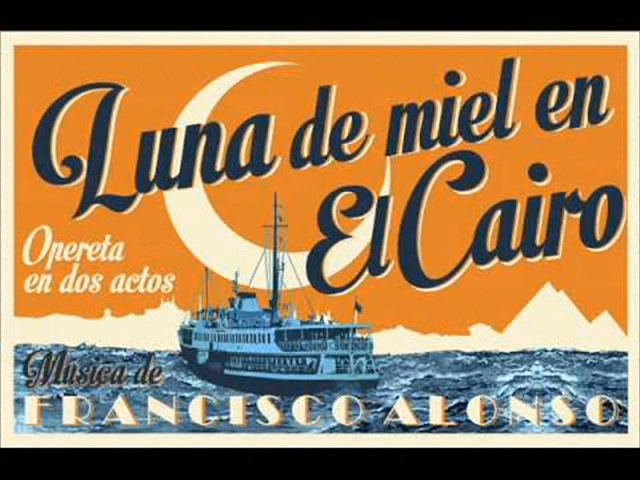 Luna de miel en
El Cairo
Opereta
en dos actos
Música de
FRANCISCO ALONSO